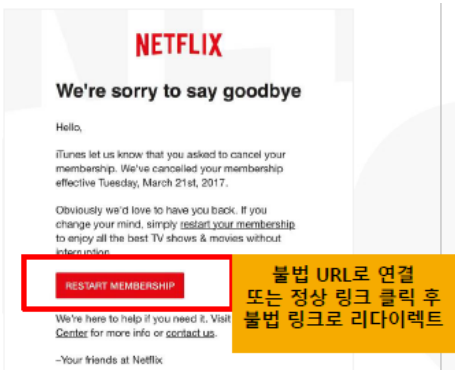 NETFLIX
We're sorry to say goodbye
Hello,
iTunes let us know that you asked to cancel your
membership. We've cancelled your membership
effective Tuesday, March 21st, 2017.
Obviously we'd love to have you back. If you
change your mind, simply restart your membership
to enjoy all the best TV shows & movies without
interruption.
RESTART MEMBERSHIP
불법 URL로 연결
또는 정상 링크 클릭 후
불법 링크로 리다이렉트
We're here to help if you need it. Visit
Center for more info or contact us.
–Your friends at Netflix